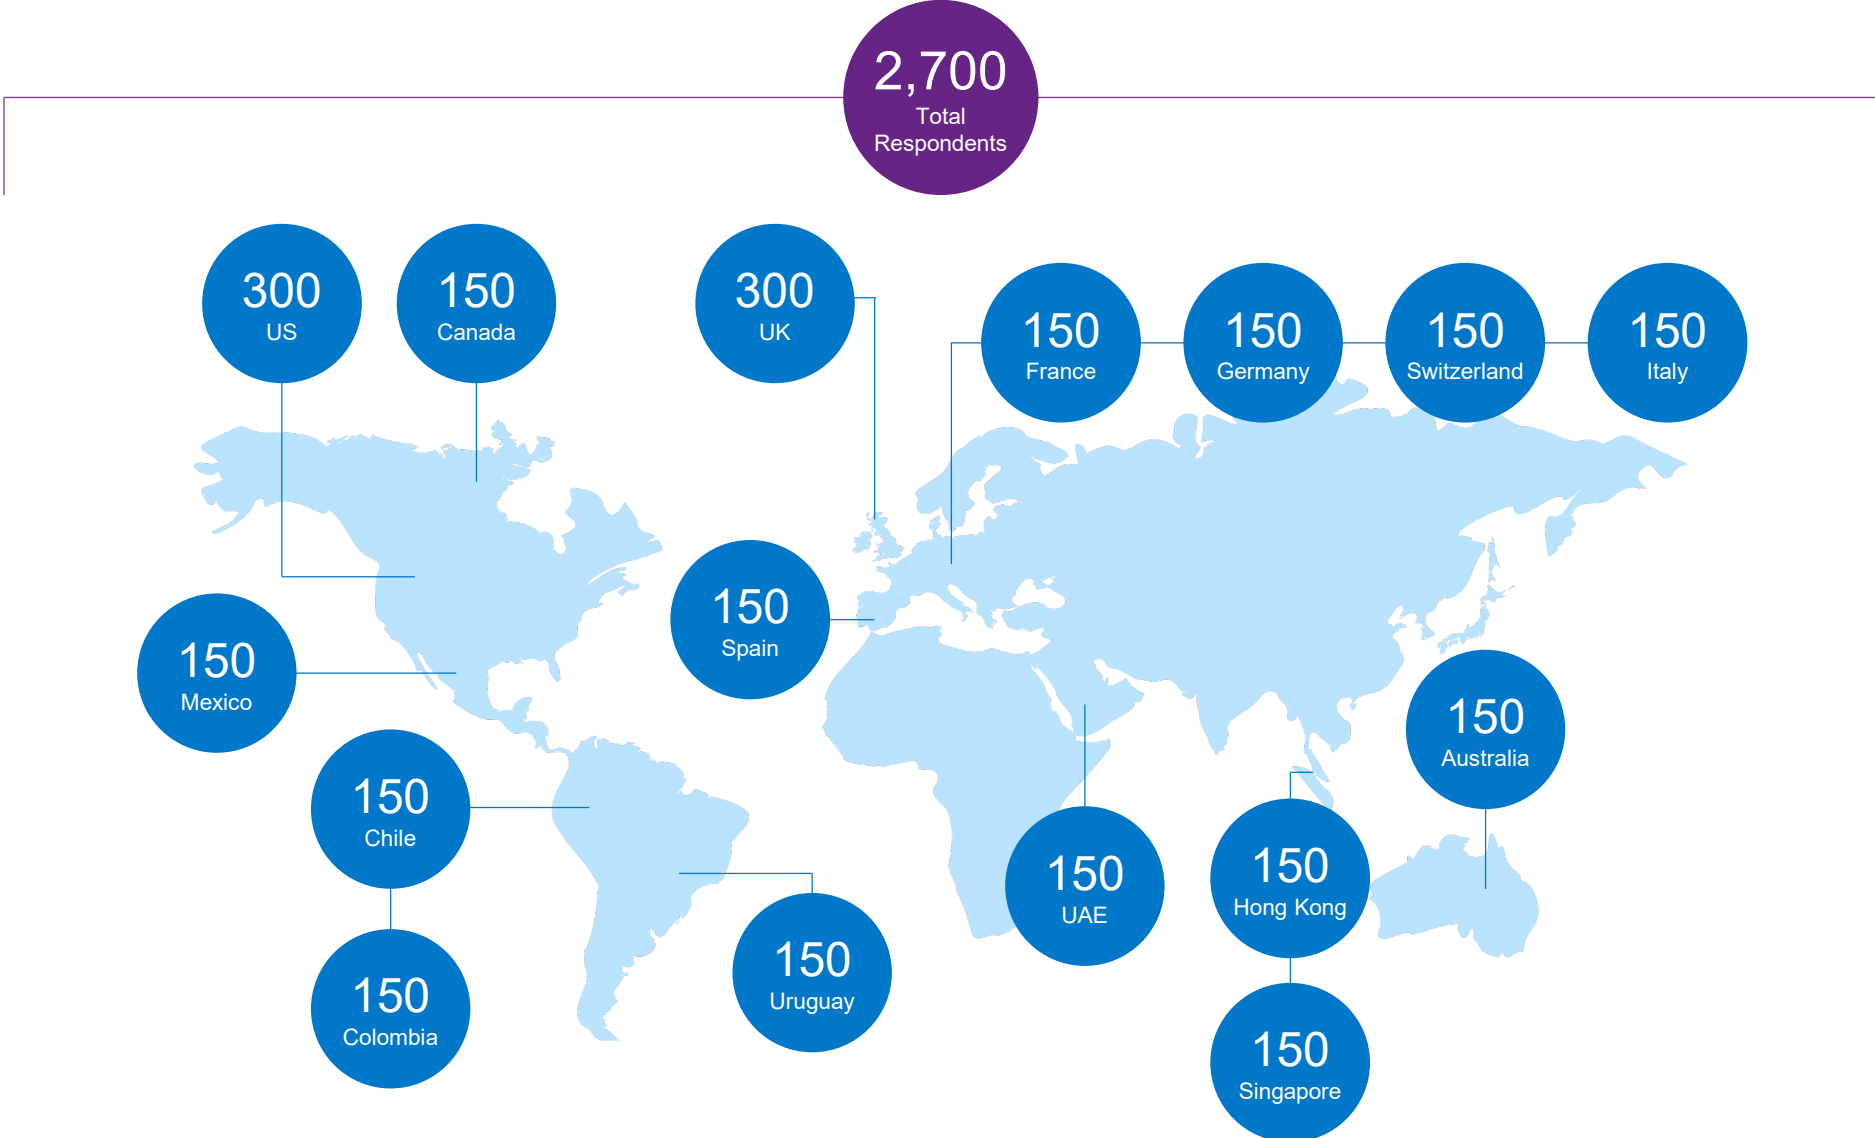 2,700
Total
Respondents
300
US
150
Canada
300
UK
150
France
150
Germany
150
Switzerland
150
Italy
150
Spain
150
Mexico
150
Australia
150
Chile
150
UAE
150
Hong Kong
150
Uruguay
150
Colombia
150
Singapore